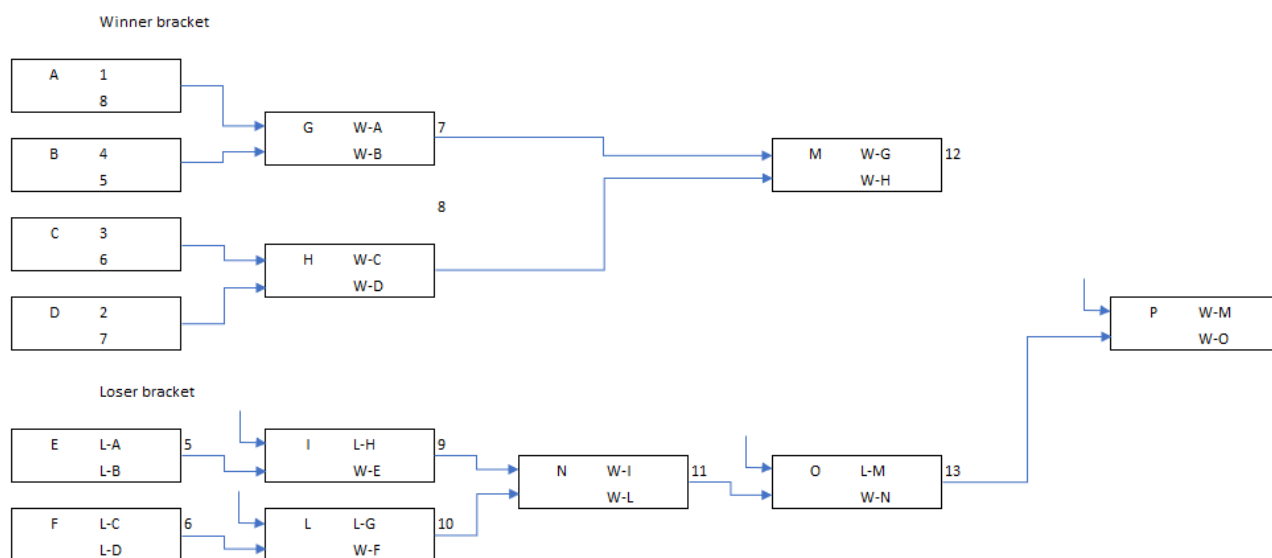 Winner bracket
A 1
8
G W-A 7
W-B
B 4
5
M W-G 12
W-H
8
C 3
6
H W-C
W-D
D 2
7
P W-M
W-O
Loser bracket
E L-A 5
L-B
I L-H 9
W-E
N W-I 11
W-L
O L-M 13
W-N
F L-C 6
L-D
L L-G 10
W-F